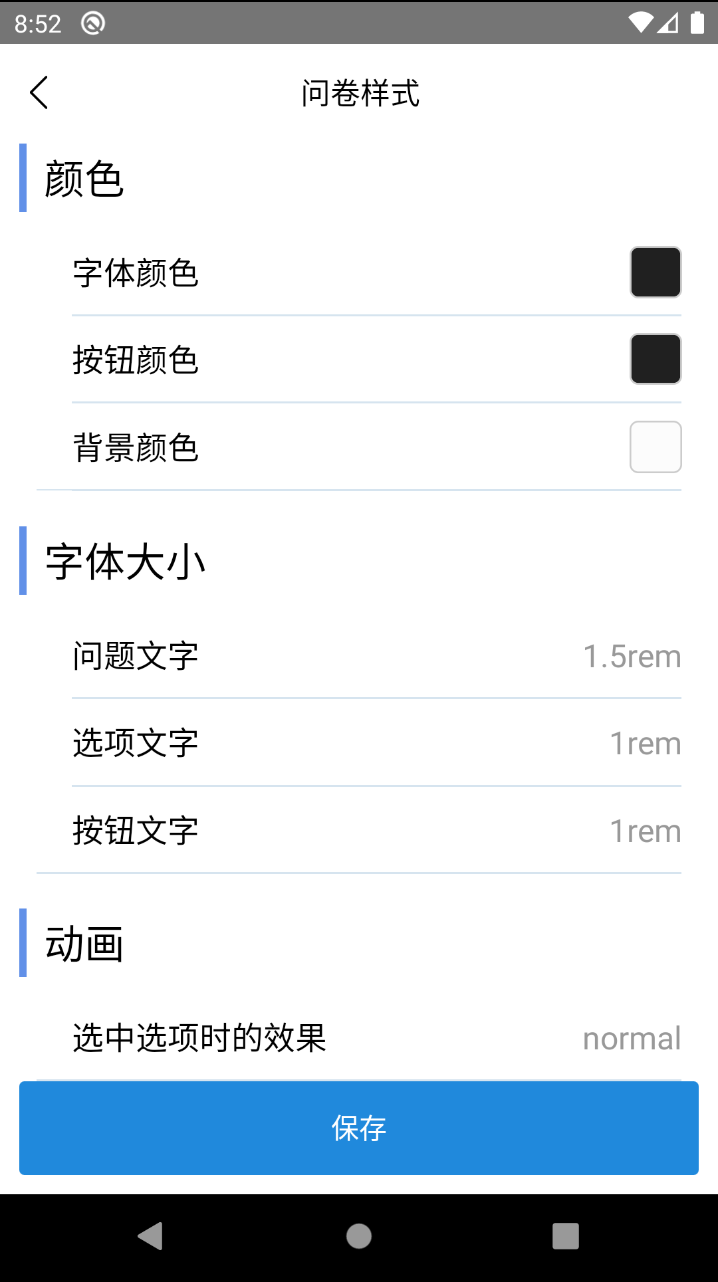 8:52
问卷样式
颜色
字体颜色
按钮颜色
背景颜色
字体大小
问题文字 1.5rem
选项文字 1rem
按钮文字 1rem
动画
选中选项时的效果 normal
保存